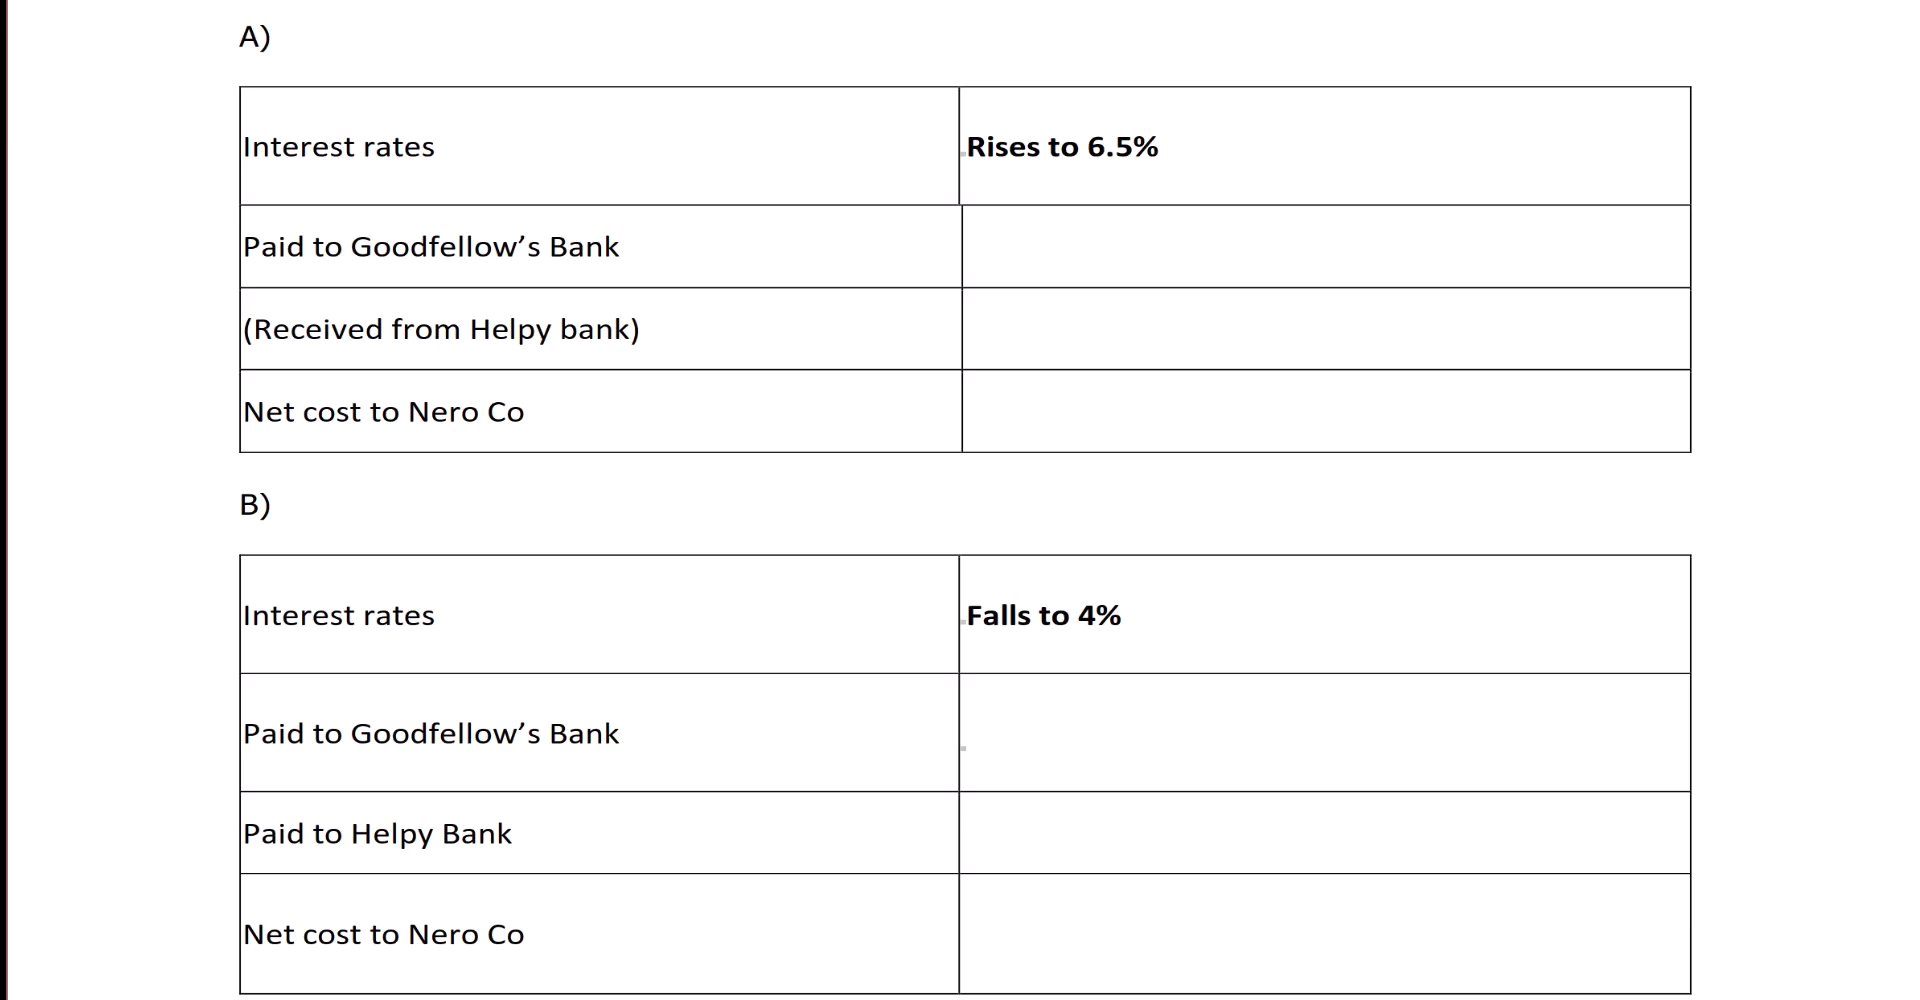 A)
Interest rates
Rises to 6.5%
Paid to Goodfellow’s Bank
(Received from Helpy bank)
Net cost to Nero Co
B)
Interest rates
Falls to 4%
Paid to Goodfellow’s Bank
Paid to Helpy Bank
Net cost to Nero Co